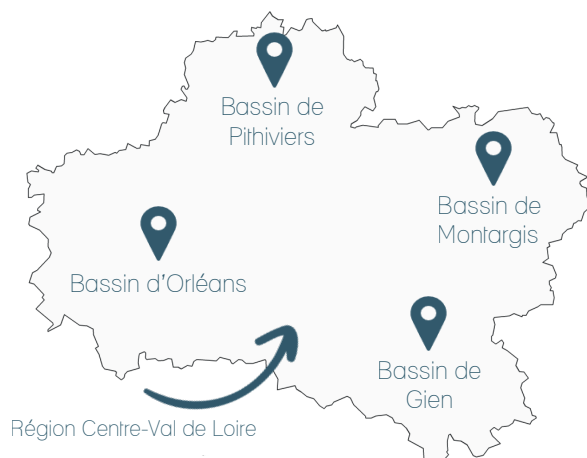 Bassin de
Pithiviers
Bassin de
Montargis
Bassin d'Orléans
Bassin de
Gien
Région Centre-Val de Loire